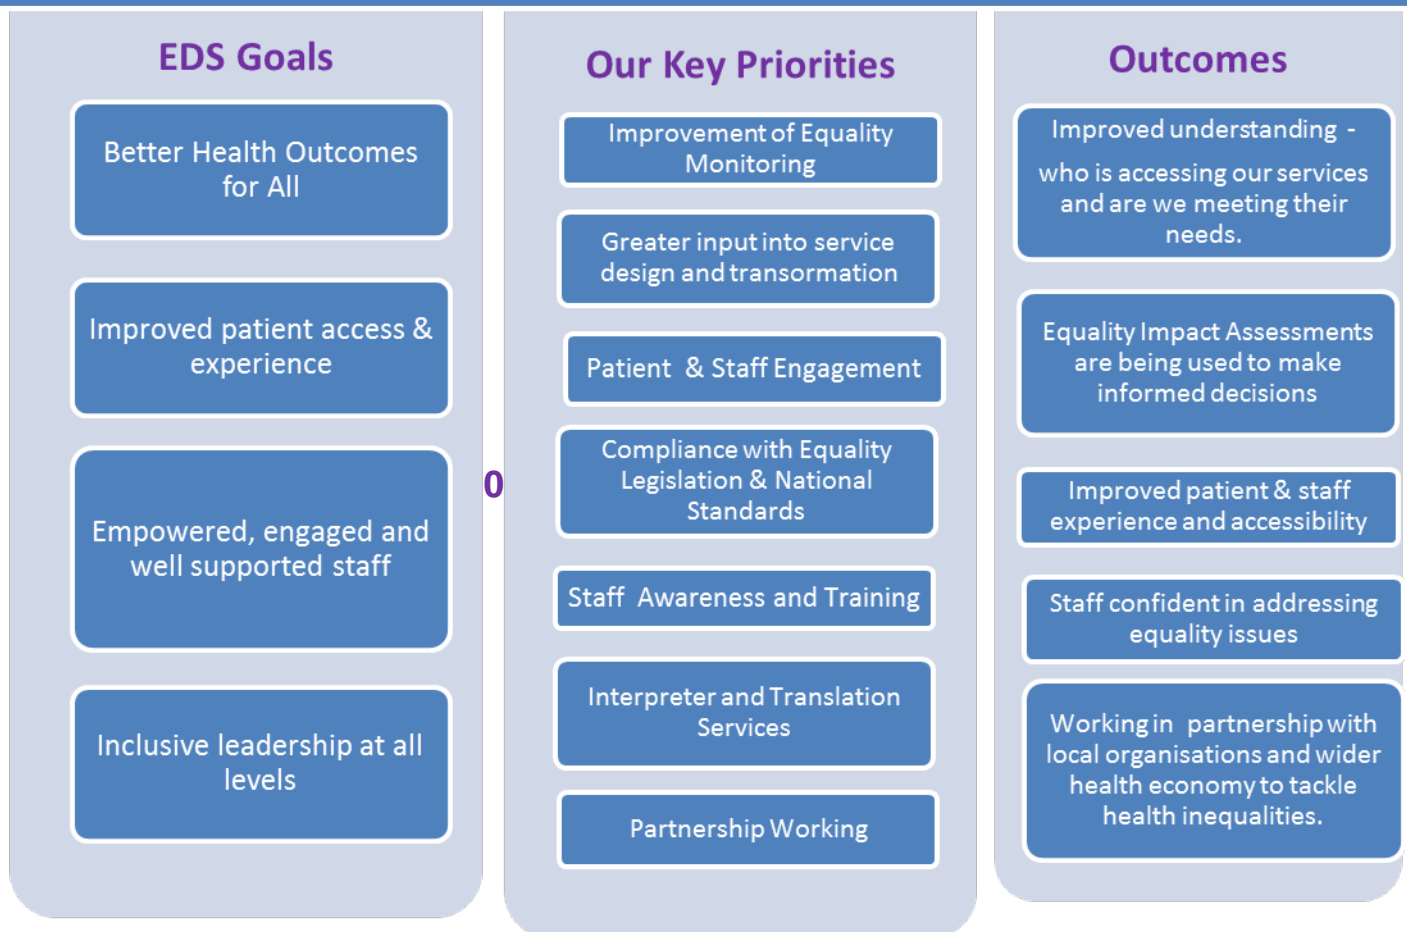 EDS Goals
Better Health Outcomes
for All
Improved patient access &
experience
Empowered, engaged and
well supported staff
Inclusive leadership at all
levels
0
Our Key Priorities
Improvement of Equality
Monitoring
Greater input into service
design and transormation
Patient & Staff Engagement
Compliance with Equality
Legislation & National
Standards
Staff Awareness and Training
Interpreter and Translation
Services
Partnership Working
Outcomes
Improved understanding -
who is accessing our services
and are we meeting their
needs.
Equality Impact Assessments
are being used to make
informed decisions
Improved patient & staff
experience and accessibility
Staff confident in addressing
equality issues
Working in partnership with
local organisations and wider
health economy to tackle
health inequalities.